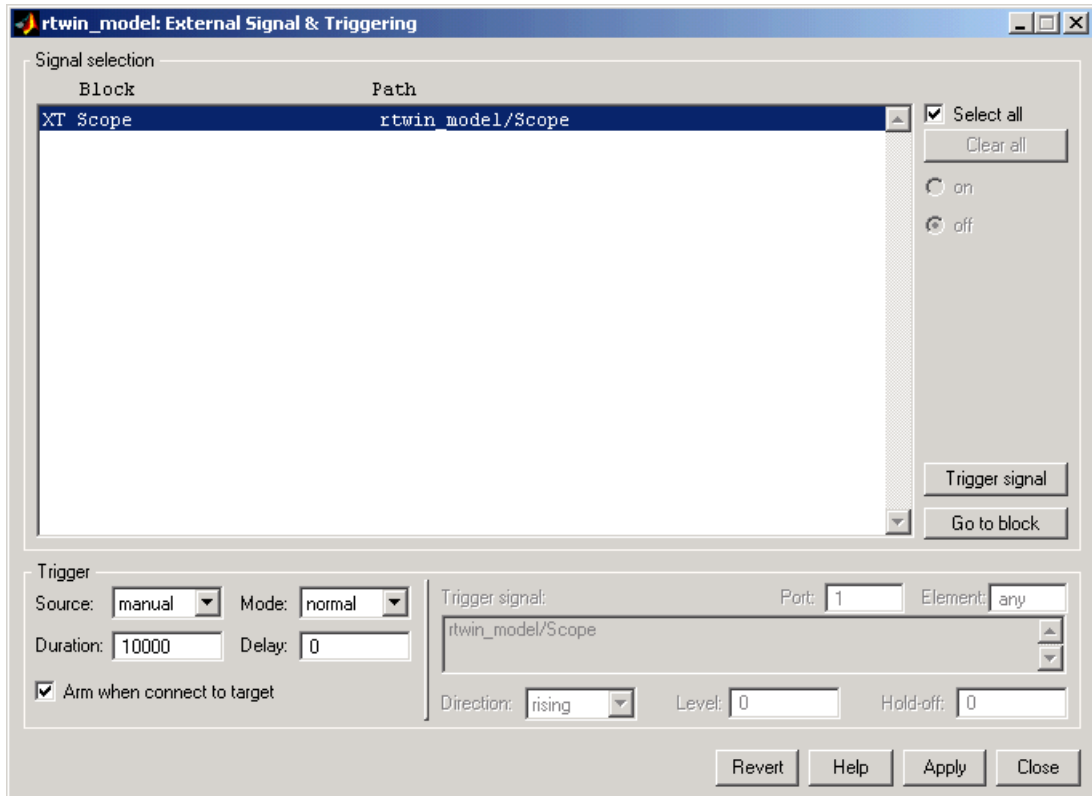 rtwin_model: External Signal & Triggering
Signal selection
Block Path
XT Scope rtwin_model/Scope
Select all
Clear all
on
off
Trigger signal
Go to block
Trigger
Source: manual Mode: normal
Duration: 10000 Delay: 0
Arm when connect to target
Trigger signal: Port: 1 Element: any
rtwin_model/Scope
Direction: rising Level: 0 Hold-off: 0
Revert Help Apply Close